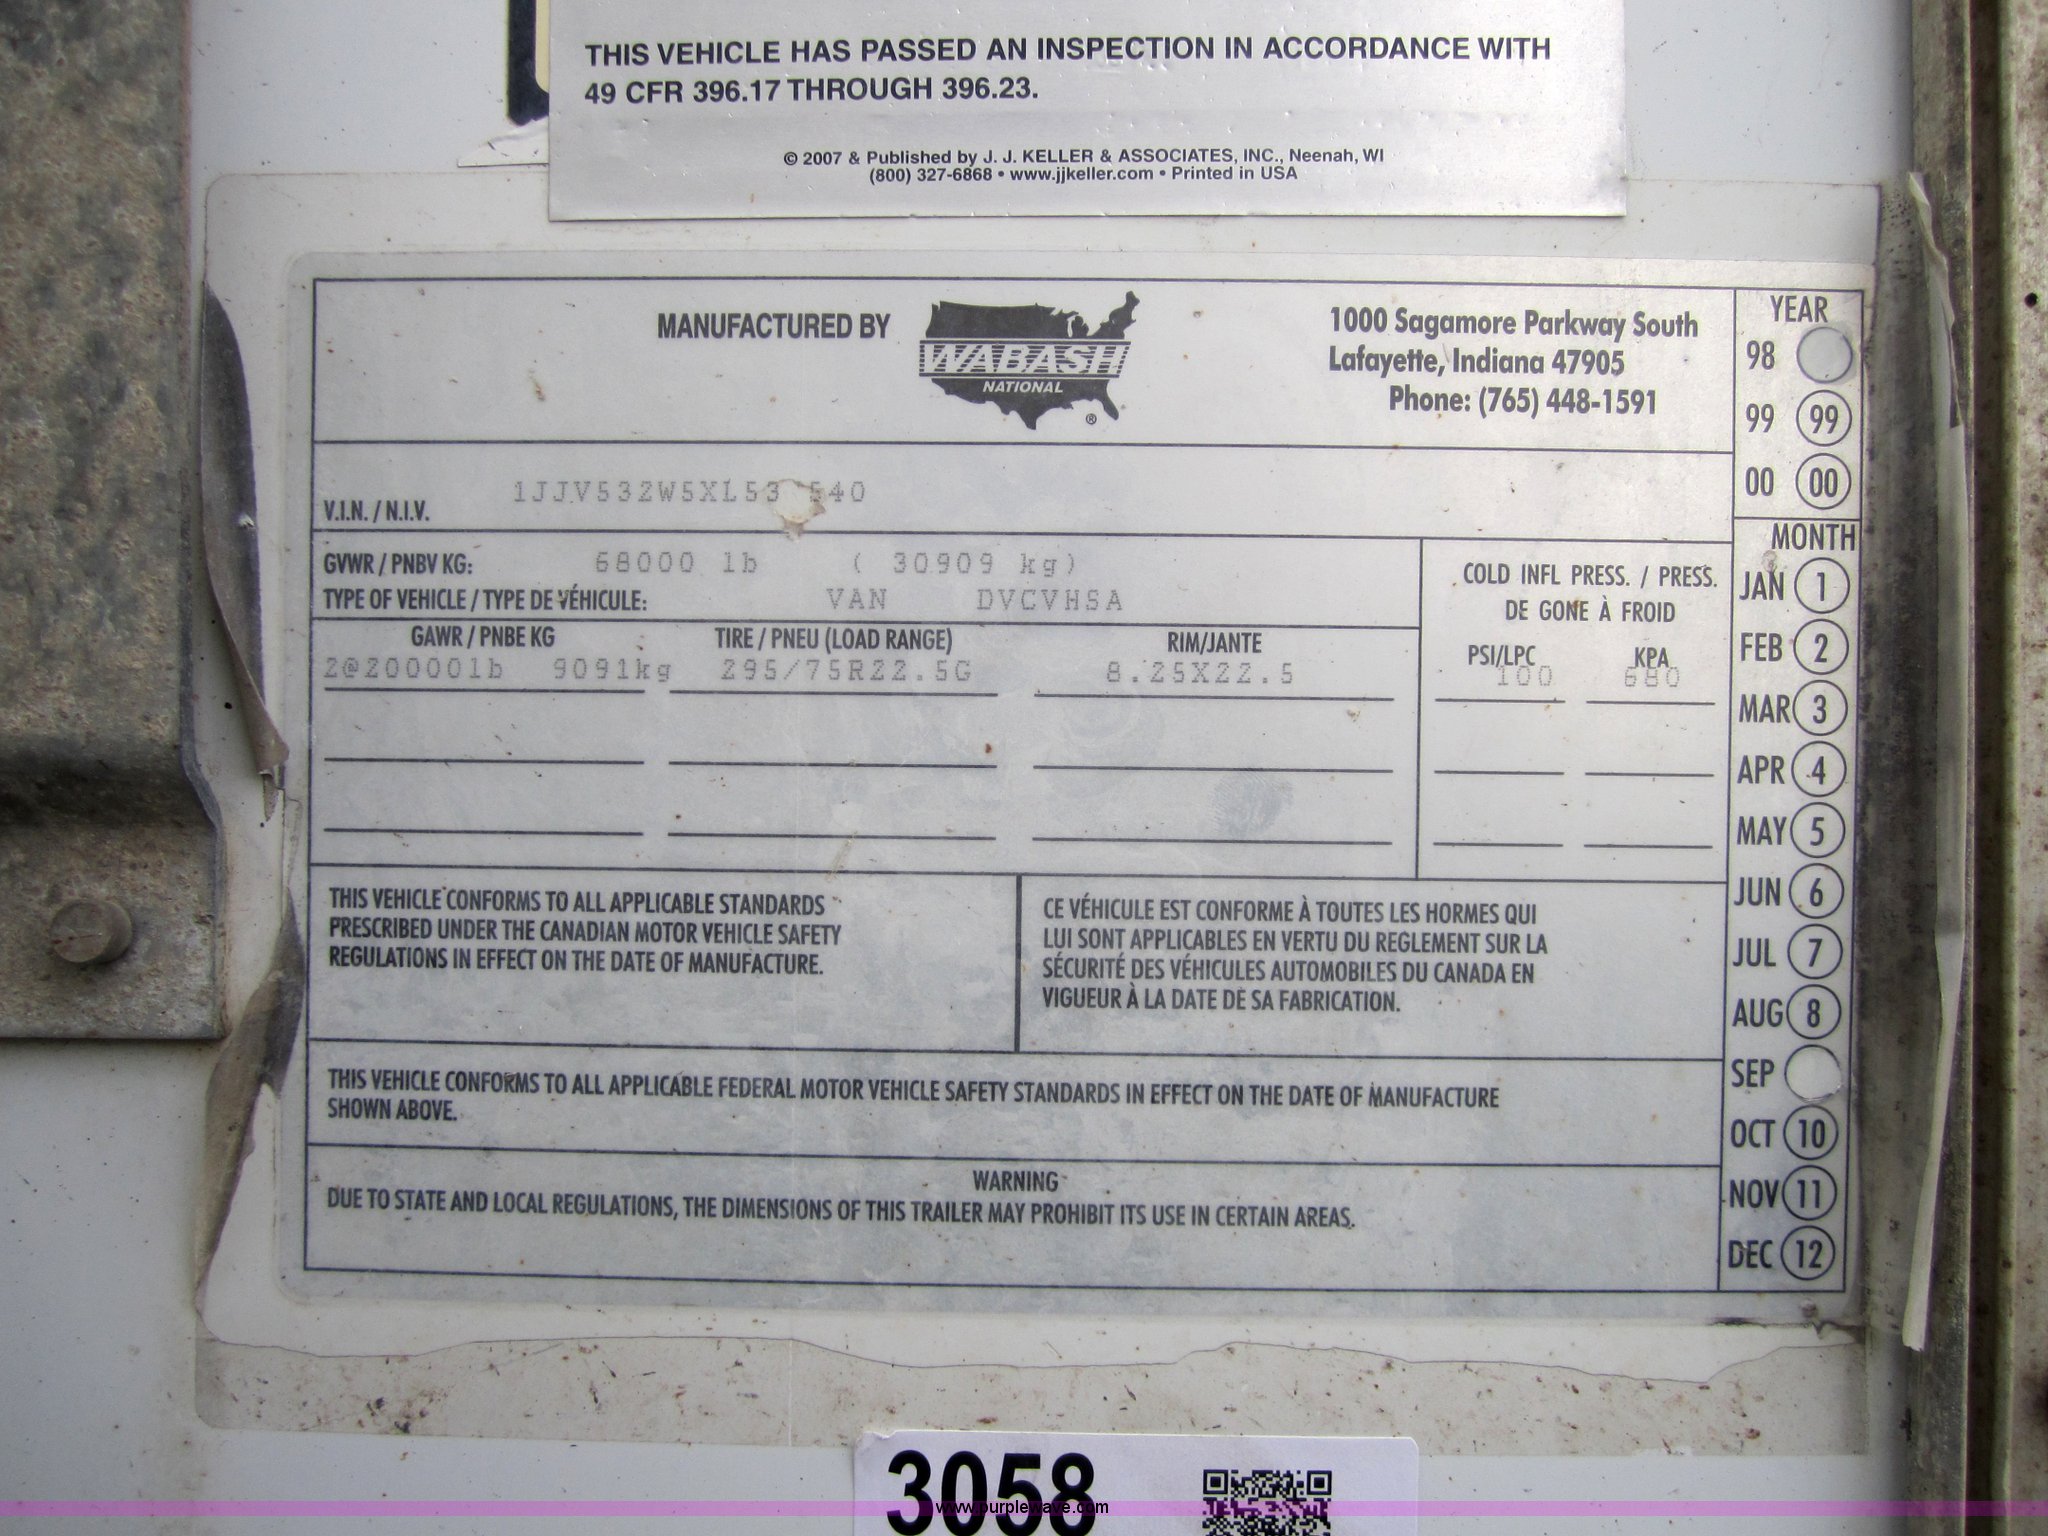 THIS VEHICLE HAS PASSED AN INSPECTION IN ACCORDANCE WITH
49 CFR 396.17 THROUGH 396.23.
© 2007 & Published by J. J. KELLER & ASSOCIATES, INC., Neenah, WI
(800) 327-6868 • www.jjkeller.com • Printed in USA
MANUFACTURED BY
WABASH
NATIONAL
®
1000 Sagamore Parkway South
Lafayette, Indiana 47905
Phone: (765) 448-1591
YEAR
98
99 99
00 00
V.I.N. / N.I.V.
GVWR / PNBV KG: 68000 lb ( 30909 kg)
TYPE OF VEHICLE / TYPE DE VÉHICULE: VAN DVCVHSA
COLD INFL PRESS. / PRESS.
DE GONE À FROID
GAWR / PNBE KG TIRE / PNEU (LOAD RANGE) RIM/JANTE PSI/LPC KPA
2@20000lb 9091kg 295/75R22.5G 8.25X22.5 100 680
MONTH
JAN 1
FEB 2
MAR 3
APR 4
MAY 5
JUN 6
JUL 7
AUG 8
SEP
OCT 10
NOV 11
DEC 12
THIS VEHICLE CONFORMS TO ALL APPLICABLE STANDARDS
PRESCRIBED UNDER THE CANADIAN MOTOR VEHICLE SAFETY
REGULATIONS IN EFFECT ON THE DATE OF MANUFACTURE.
CE VÉHICULE EST CONFORME À TOUTES LES HORMES QUI
LUI SONT APPLICABLES EN VERTU DU REGLEMENT SUR LA
SÉCURITÉ DES VÉHICULES AUTOMOBILES DU CANADA EN
VIGUEUR À LA DATE DE SA FABRICATION.
THIS VEHICLE CONFORMS TO ALL APPLICABLE FEDERAL MOTOR VEHICLE SAFETY STANDARDS IN EFFECT ON THE DATE OF MANUFACTURE
SHOWN ABOVE.
WARNING
DUE TO STATE AND LOCAL REGULATIONS, THE DIMENSIONS OF THIS TRAILER MAY PROHIBIT ITS USE IN CERTAIN AREAS.
3058
www.purplewave.com